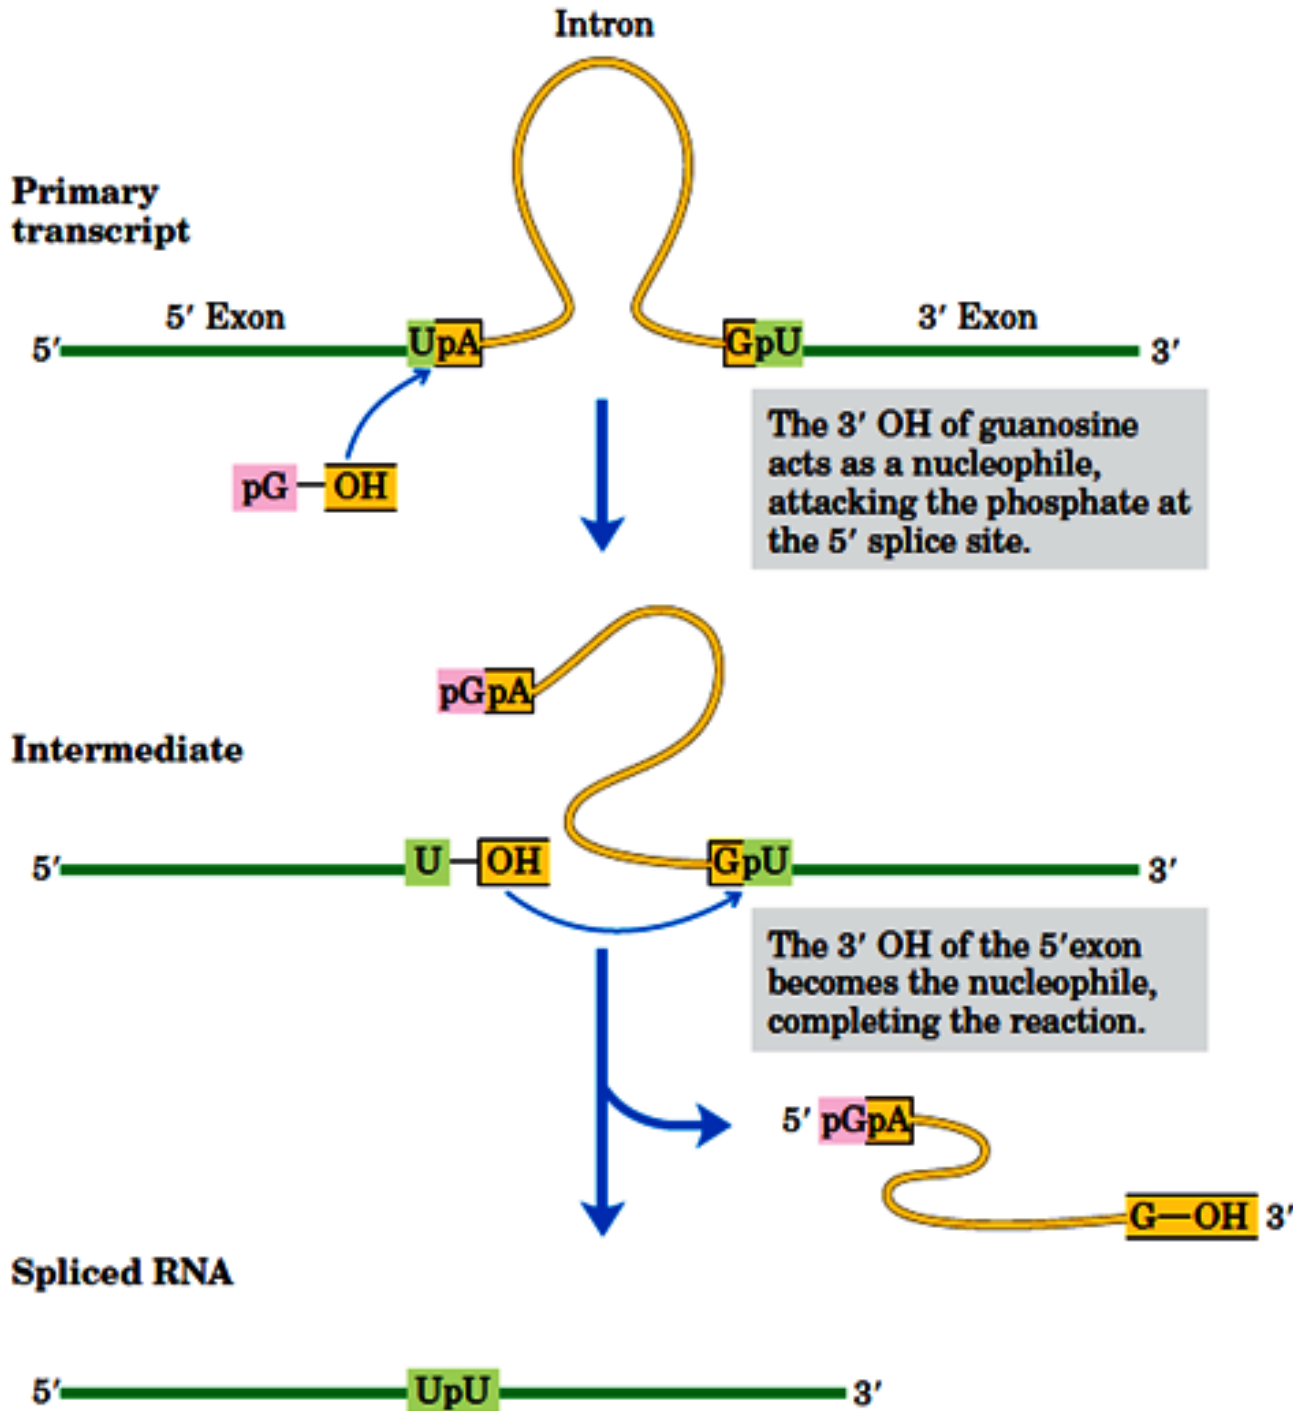 Intron
Primary
transcript
5′ Exon
3′ Exon
5′
UpA
GpU
3′
pG
OH
The 3′ OH of guanosine
acts as a nucleophile,
attacking the phosphate at
the 5′ splice site.
pGpA
Intermediate
5′
U
OH
GpU
3′
The 3′ OH of the 5′exon
becomes the nucleophile,
completing the reaction.
5′ pGpA
G—OH 3′
Spliced RNA
5′
UpU
3′